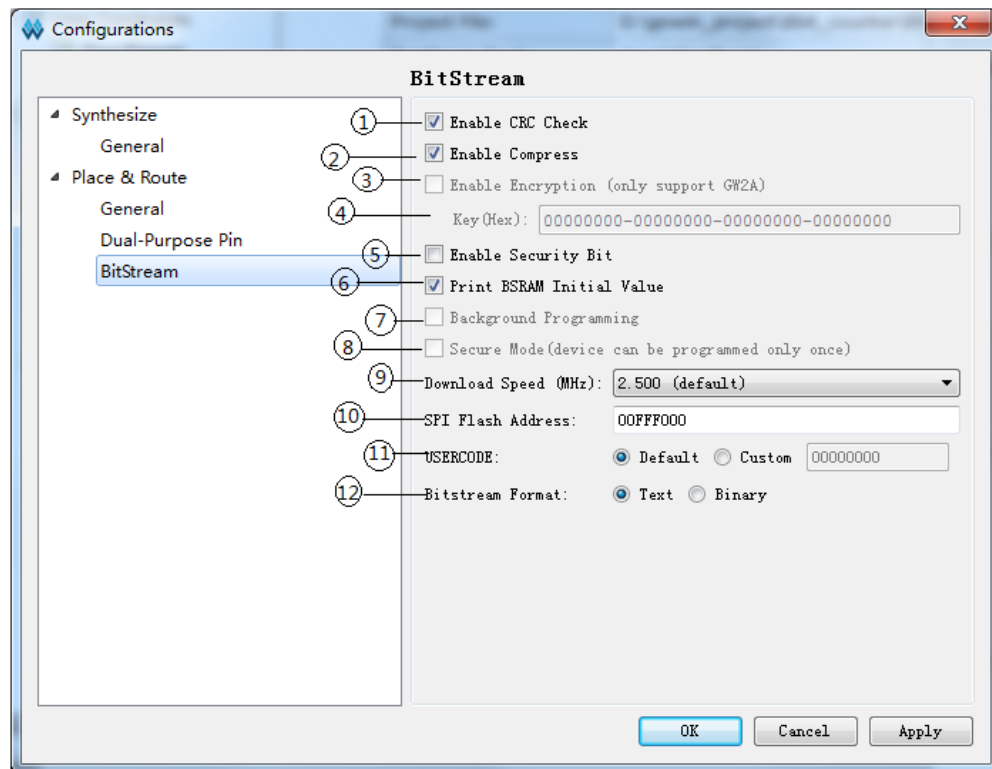 Configurations
Project File:
BitStream
Synthesize
General
Place & Route
General
Dual-Purpose Pin
BitStream
① Enable CRC Check
② Enable Compress
③ Enable Encryption (only support GW2A)
④ Key(Hex): 00000000-00000000-00000000-00000000
⑤ Enable Security Bit
⑥ Print BSRAM Initial Value
⑦ Background Programming
⑧ Secure Mode(device can be programmed only once)
⑨ Download Speed (MHz): 2.500 (default)
⑩ SPI Flash Address: 00FFF000
⑪ USERCODE: Default Custom 00000000
⑫ Bitstream Format: Text Binary
OK Cancel Apply